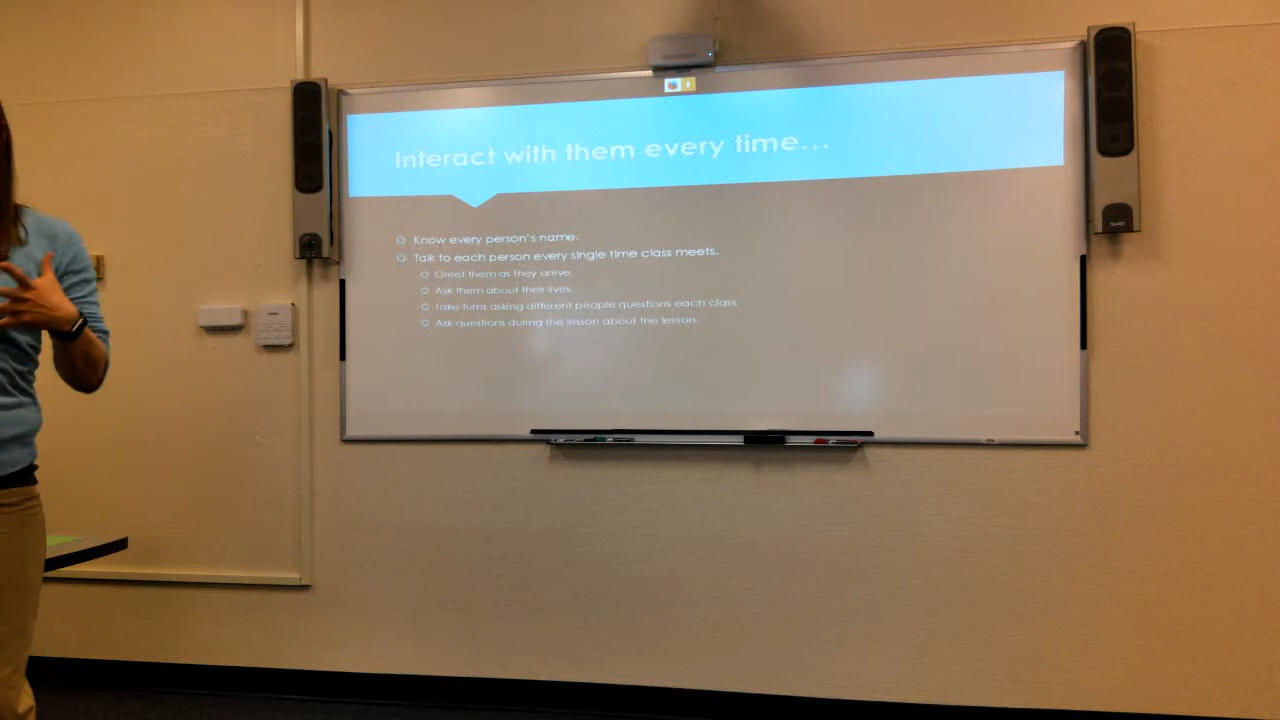 Interact with them every time...
Know every person's name.
Talk to each person every single time class meets.
Greet them as they arrive.
Ask them about their lives.
Take turns asking different people questions each class.
Ask questions during the lesson about the lesson.